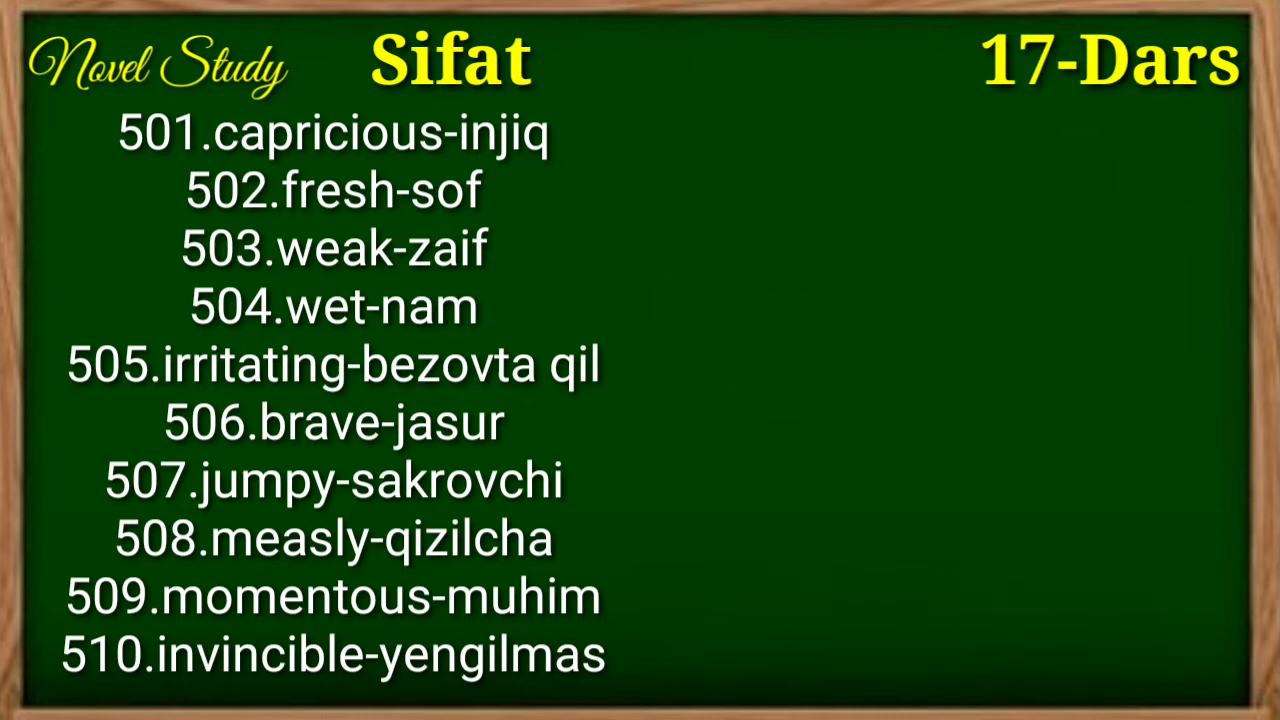 Novel Study Sifat 17-Dars
501.capricious-injiq
502.fresh-sof
503.weak-zaif
504.wet-nam
505.irritating-bezovta qil
506.brave-jasur
507.jumpy-sakrovchi
508.measly-qizilcha
509.momentous-muhim
510.invincible-yengilmas